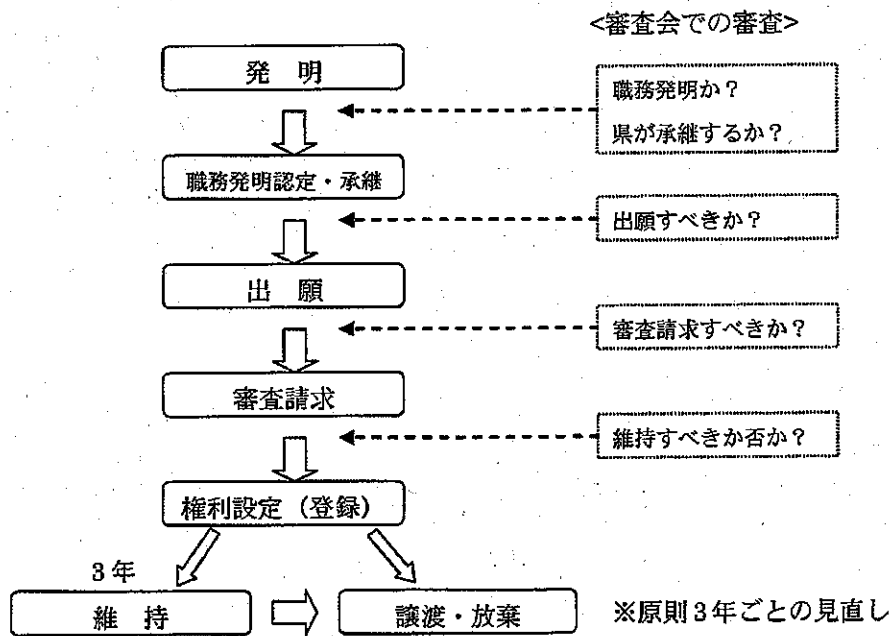 <審査会での審査>
発 明
職務発明か？
県が承継するか？
職務発明認定・承継
出願すべきか？
出 願
審査請求すべきか？
審査請求
維持すべきか否か？
権利設定（登録）
3年
維 持
譲渡・放棄
※原則3年ごとの見直し